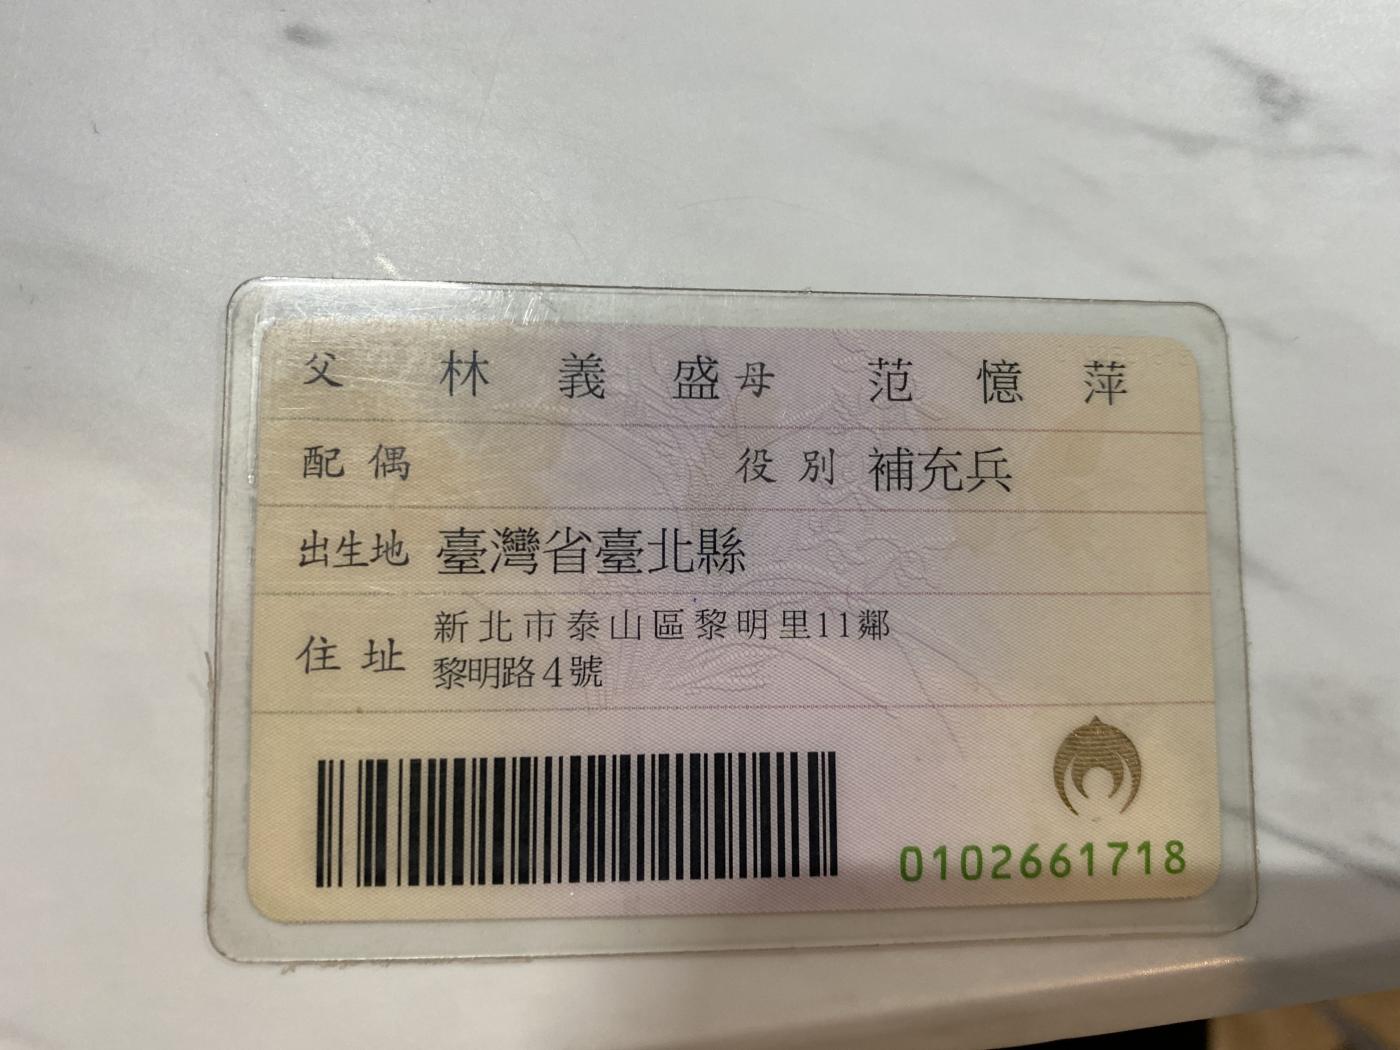 父 林義盛 母 范憶萍
配偶 役別 補充兵
出生地 臺灣省臺北縣
住址 新北市泰山區黎明里11鄰
黎明路4號
0102661718